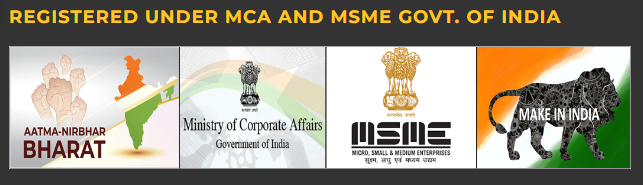 REGISTERED UNDER MCA AND MSME GOVT. OF INDIA
AATMA-NIRBHAR
BHARAT
Ministry of Corporate Affairs
Government of India
MSME
MICRO, SMALL & MEDIUM ENTERPRISES
सूक्ष्म, लघु एवं मध्यम उद्यम
MAKE IN INDIA